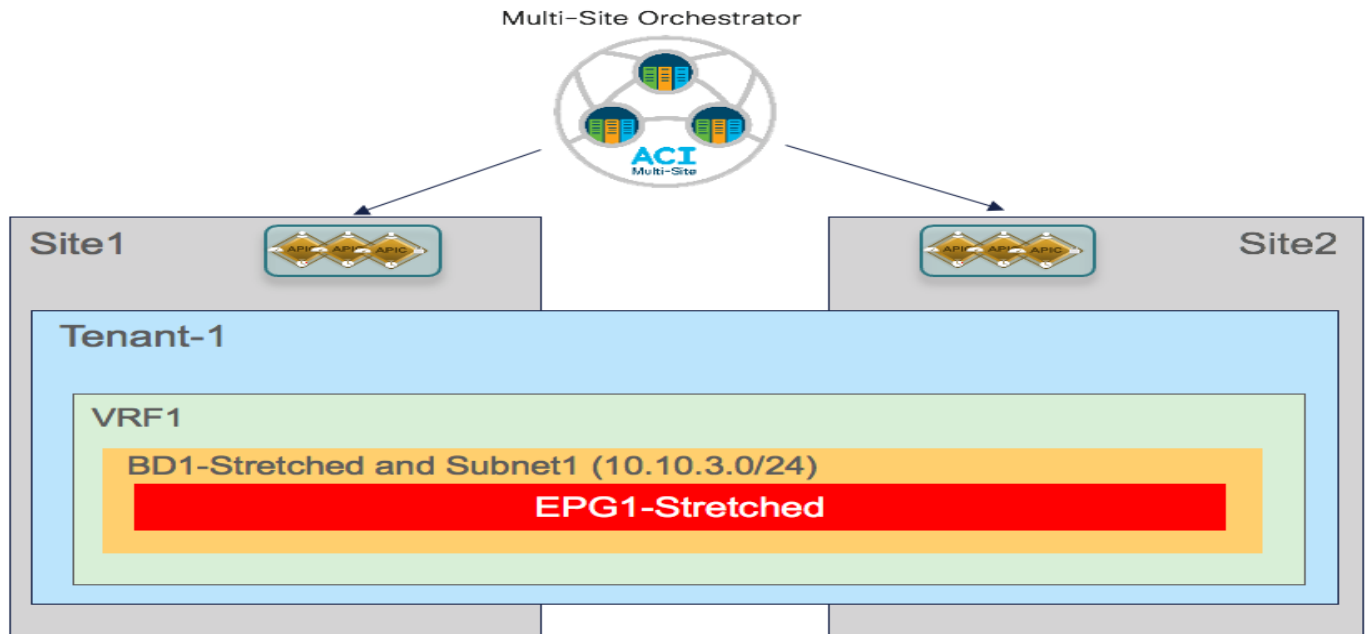 Multi-Site Orchestrator
ACI
Multi-Site
Site1
APIC APIC APIC
APIC APIC APIC
Site2
Tenant-1
VRF1
BD1-Stretched and Subnet1 (10.10.3.0/24)
EPG1-Stretched